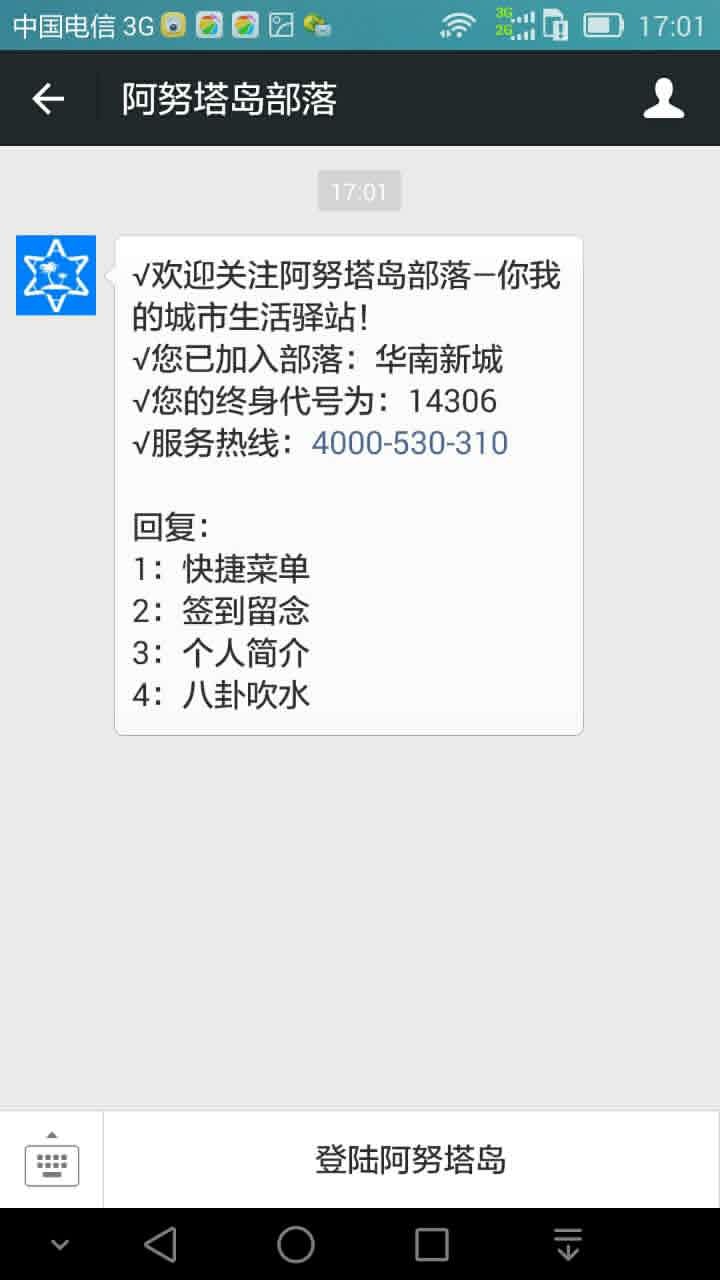 中国电信 3G
3G
2G
17:01
阿努塔岛部落
17:01
√欢迎关注阿努塔岛部落—你我
的城市生活驿站！
√您已加入部落：华南新城
√您的终身代号为：14306
√服务热线：4000-530-310
回复：
1：快捷菜单
2：签到留念
3：个人简介
4：八卦吹水
登陆阿努塔岛